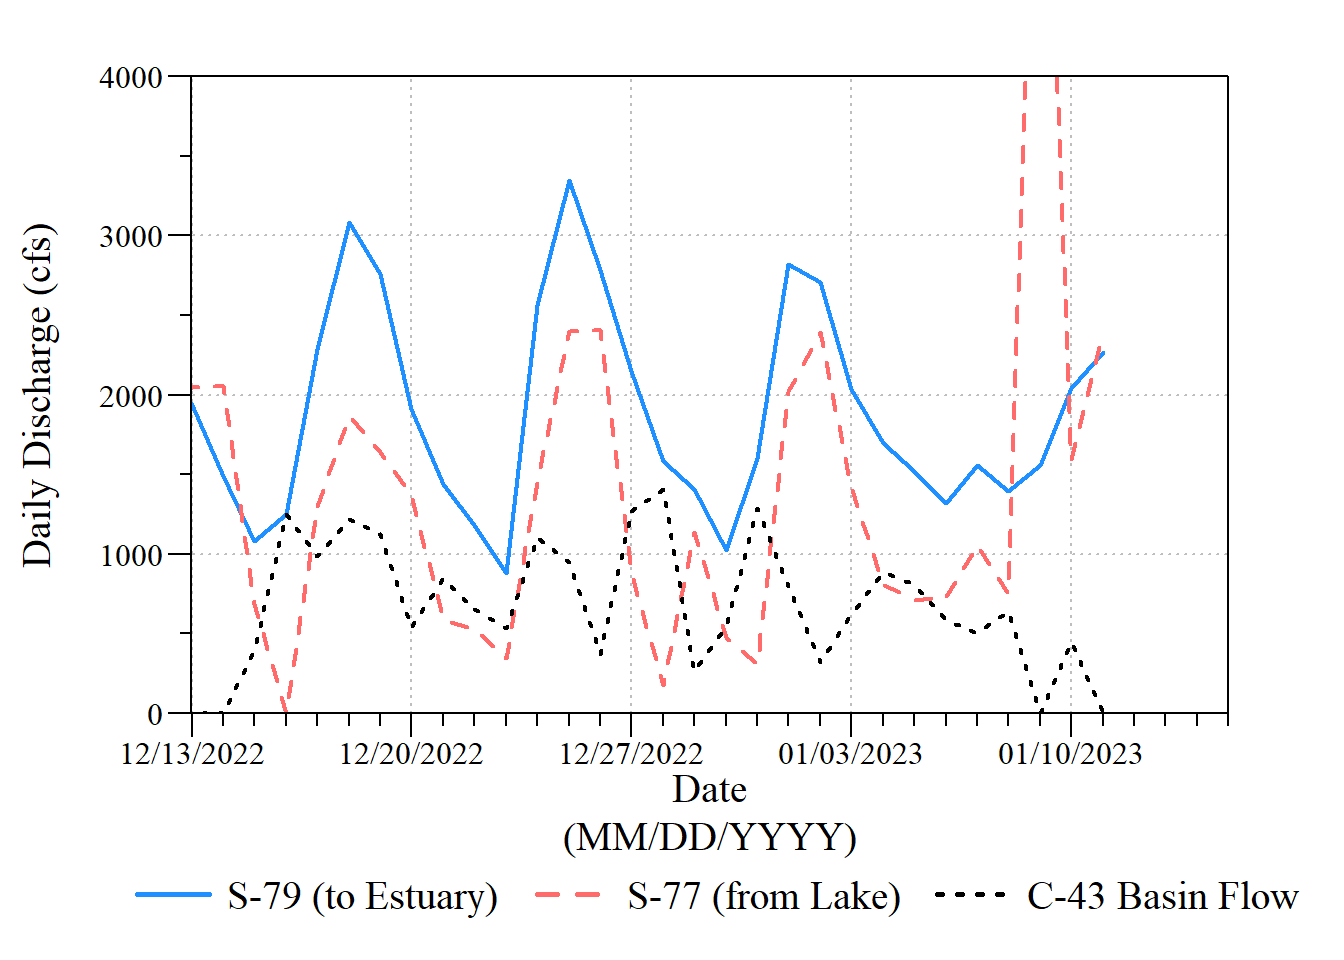 4000
3000
2000
1000
0
Daily Discharge (cfs)
12/13/2022 12/20/2022 12/27/2022 01/03/2023 01/10/2023
Date
(MM/DD/YYYY)
S-79 (to Estuary) S-77 (from Lake) C-43 Basin Flow